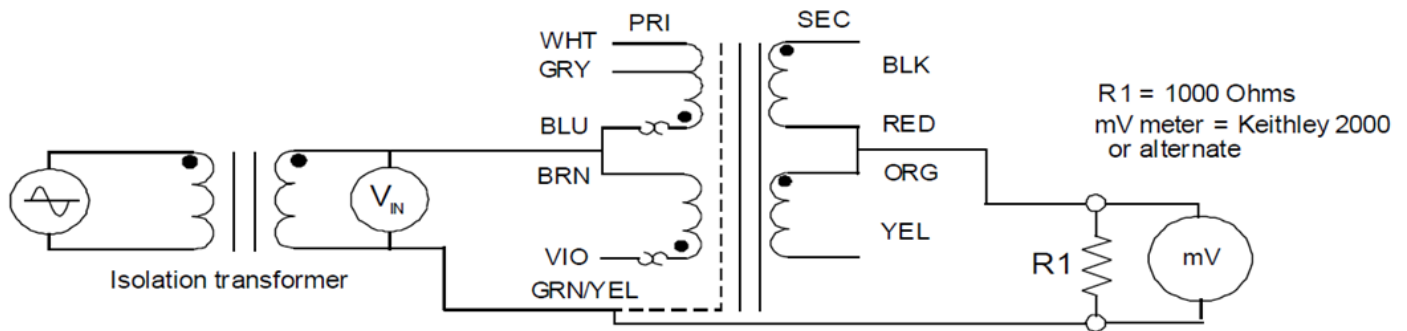 PRI
SEC
WHT
GRY
BLK
BLU
RED
BRN
ORG
VIO
YEL
GRN/YEL
V_IN
Isolation transformer
R1 = 1000 Ohms
mV meter = Keithley 2000
or alternate
R1
mV